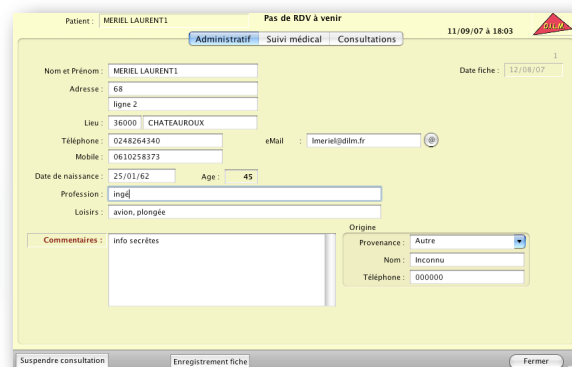 Patient : MERIEL LAURENT1 Pas de RDV à venir 11/09/07 à 18:03 DILM
Administratif Suivi médical Consultations
1
Nom et Prénom : MERIEL LAURENT1 Date fiche : 12/08/07
Adresse : 68
ligne 2
Lieu : 36000 CHATEAUROUX
Téléphone : 0248264340 eMail : lmeriel@dilm.fr @
Mobile : 0610258373
Date de naissance : 25/01/62 Age : 45
Profession : ingé
Loisirs : avion, plongée
Origine
Commentaires : info secrêtes Provenance : Autre
Nom : Inconnu
Téléphone : 000000
Suspendre consultation Enregistrement fiche Fermer